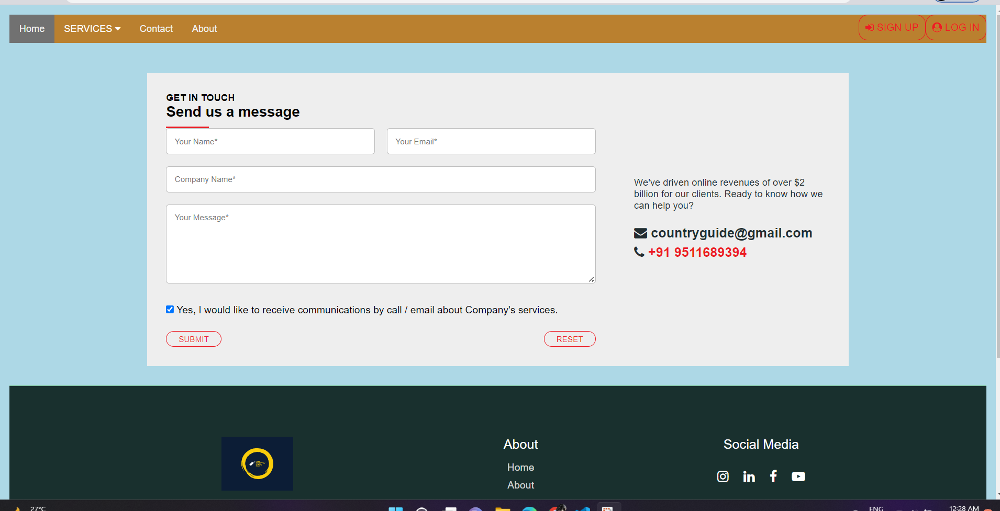 Home SERVICES Contact About SIGN UP LOG IN
GET IN TOUCH
Send us a message
Your Name* Your Email*
Company Name*
Your Message*
We've driven online revenues of over $2
billion for our clients. Ready to know how we
can help you?
countryguide@gmail.com
+91 9511689394
Yes, I would like to receive communications by call / email about Company's services.
SUBMIT RESET
About
Home
About
Social Media
27°C
ENG
12:28 AM